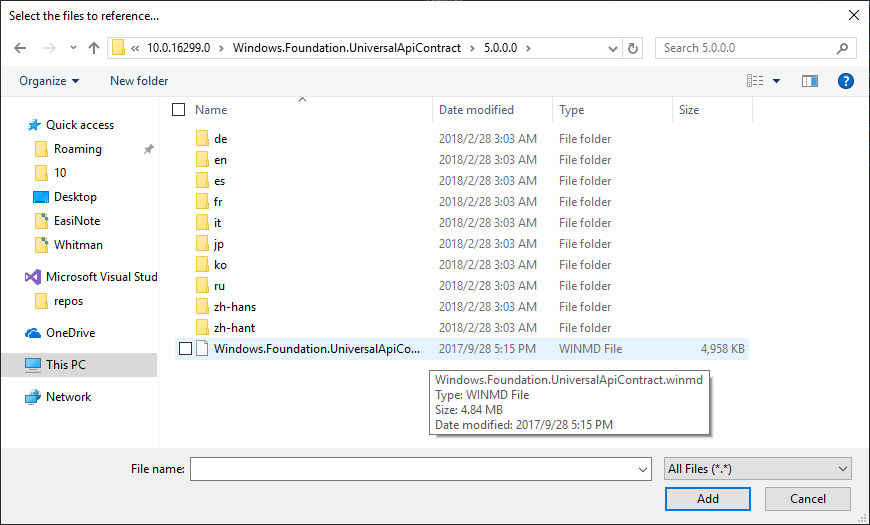 Select the files to reference...
« 10.0.16299.0 > Windows.Foundation.UniversalApiContract > 5.0.0.0 >
Search 5.0.0.0
Organize
New folder
Name
Date modified
Type
Size
Quick access
Roaming
10
Desktop
EasiNote
Whitman
Microsoft Visual Stud
repos
OneDrive
This PC
Network
de 2018/2/28 3:03 AM File folder
en 2018/2/28 3:03 AM File folder
es 2018/2/28 3:03 AM File folder
fr 2018/2/28 3:03 AM File folder
it 2018/2/28 3:03 AM File folder
jp 2018/2/28 3:03 AM File folder
ko 2018/2/28 3:03 AM File folder
ru 2018/2/28 3:03 AM File folder
zh-hans 2018/2/28 3:03 AM File folder
zh-hant 2018/2/28 3:03 AM File folder
Windows.Foundation.UniversalApiCo... 2017/9/28 5:15 PM WINMD File 4,958 KB
Windows.Foundation.UniversalApiContract.winmd
Type: WINMD File
Size: 4.84 MB
Date modified: 2017/9/28 5:15 PM
File name:
All Files (*.*)
Add
Cancel